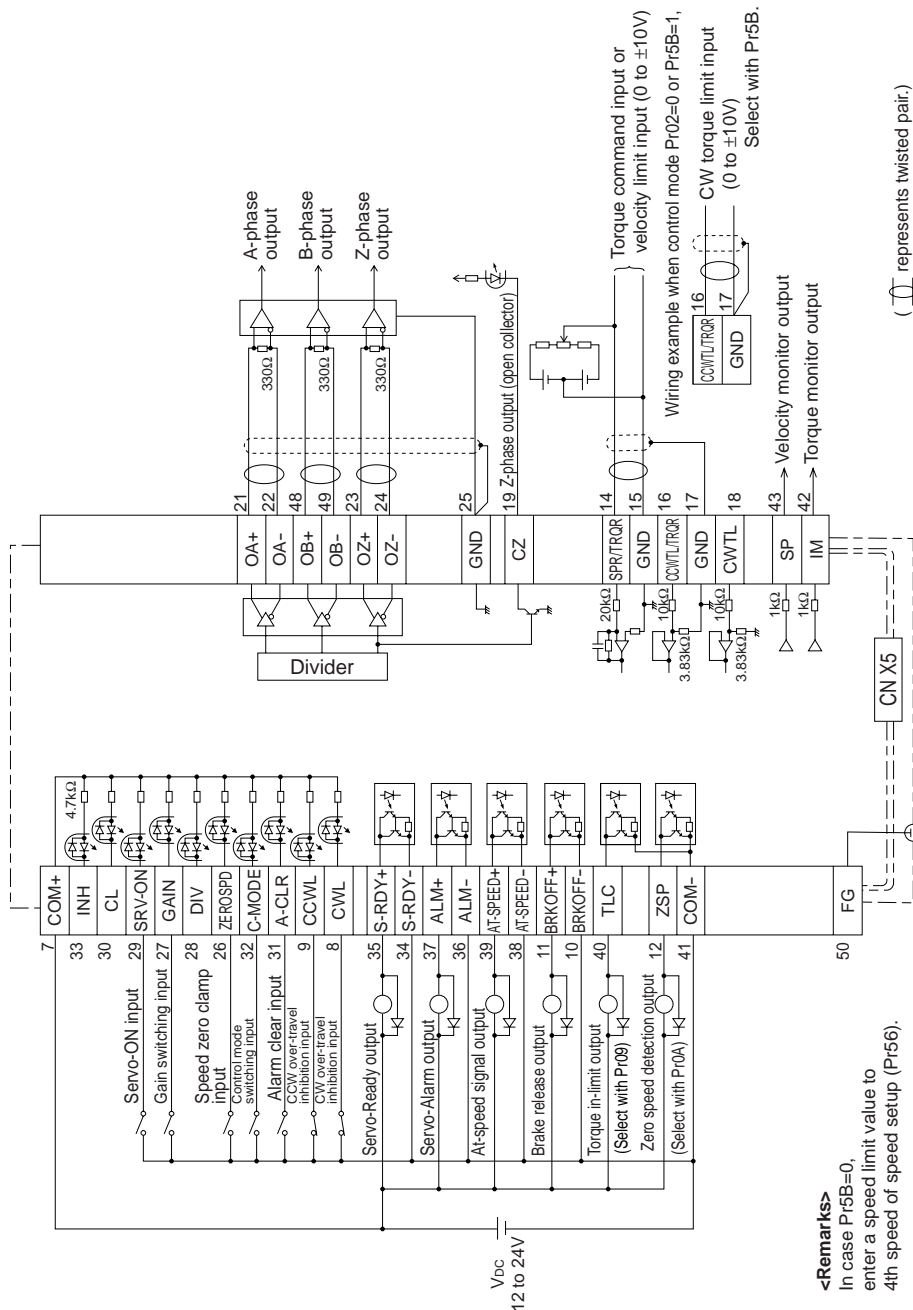 COM+
7
INH
33
CL
30
SRV-ON
29
GAIN
27
DIV
28
ZEROSPD
26
C-MODE
32
A-CLR
31
CCWL
9
CWL
8
S-RDY+
35
S-RDY−
34
ALM+
37
ALM−
36
AT-SPEED+
39
AT-SPEED−
38
BRKOFF+
11
BRKOFF−
10
TLC
40
ZSP
12
COM−
41
FG
50
4.7kΩ
Servo-ON input
Gain switching input
Speed zero clamp
input
Control mode
switching input
Alarm clear input
CCW over-travel
inhibition input
CW over-travel
inhibition input
Servo-Ready output
Servo-Alarm output
At-speed signal output
Brake release output
Torque in-limit output
(Select with Pr09)
Zero speed detection output
(Select with Pr0A)
VDC
12 to 24V
<Remarks>
In case Pr5B=0,
enter a speed limit value to
4th speed of speed setup (Pr56).
Divider
OA+
21
OA−
22
OB+
48
OB−
49
OZ+
23
OZ−
24
GND
25
CZ
19
SPR/TRQR
14
GND
15
CCWTL/TRQR
16
GND
17
CWTL
18
SP
43
IM
42
330Ω
330Ω
330Ω
A-phase
output
B-phase
output
Z-phase
output
Z-phase output (open collector)
20kΩ
10kΩ
3.83kΩ
10kΩ
3.83kΩ
1kΩ
1kΩ
Torque command input or
velocity limit input (0 to ±10V)
Wiring example when control mode Pr02=0 or Pr5B=1,
CCWTL/TRQR
16
GND
17
CW torque limit input
(0 to ±10V)
Select with Pr5B.
Velocity monitor output
Torque monitor output
CN X5
( represents twisted pair.)